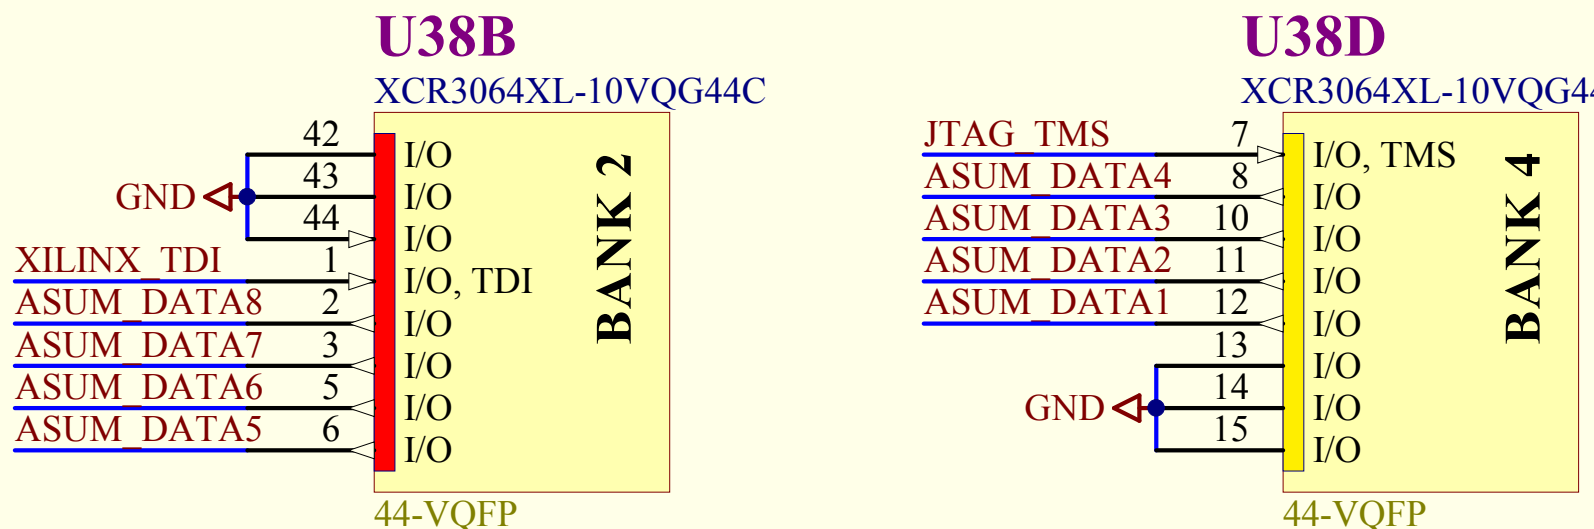 U38B
XCR3064XL-10VQG44C
42 I/O
43 I/O
GND
44 I/O
XILINX_TDI 1 I/O, TDI
ASUM_DATA8 2 I/O
ASUM_DATA7 3 I/O
ASUM_DATA6 5 I/O
ASUM_DATA5 6 I/O
BANK 2
44-VQFP
U38D
XCR3064XL-10VQG44
JTAG_TMS 7 I/O, TMS
ASUM_DATA4 8 I/O
ASUM_DATA3 10 I/O
ASUM_DATA2 11 I/O
ASUM_DATA1 12 I/O
13 I/O
GND 14 I/O
15 I/O
BANK 4
44-VQFP